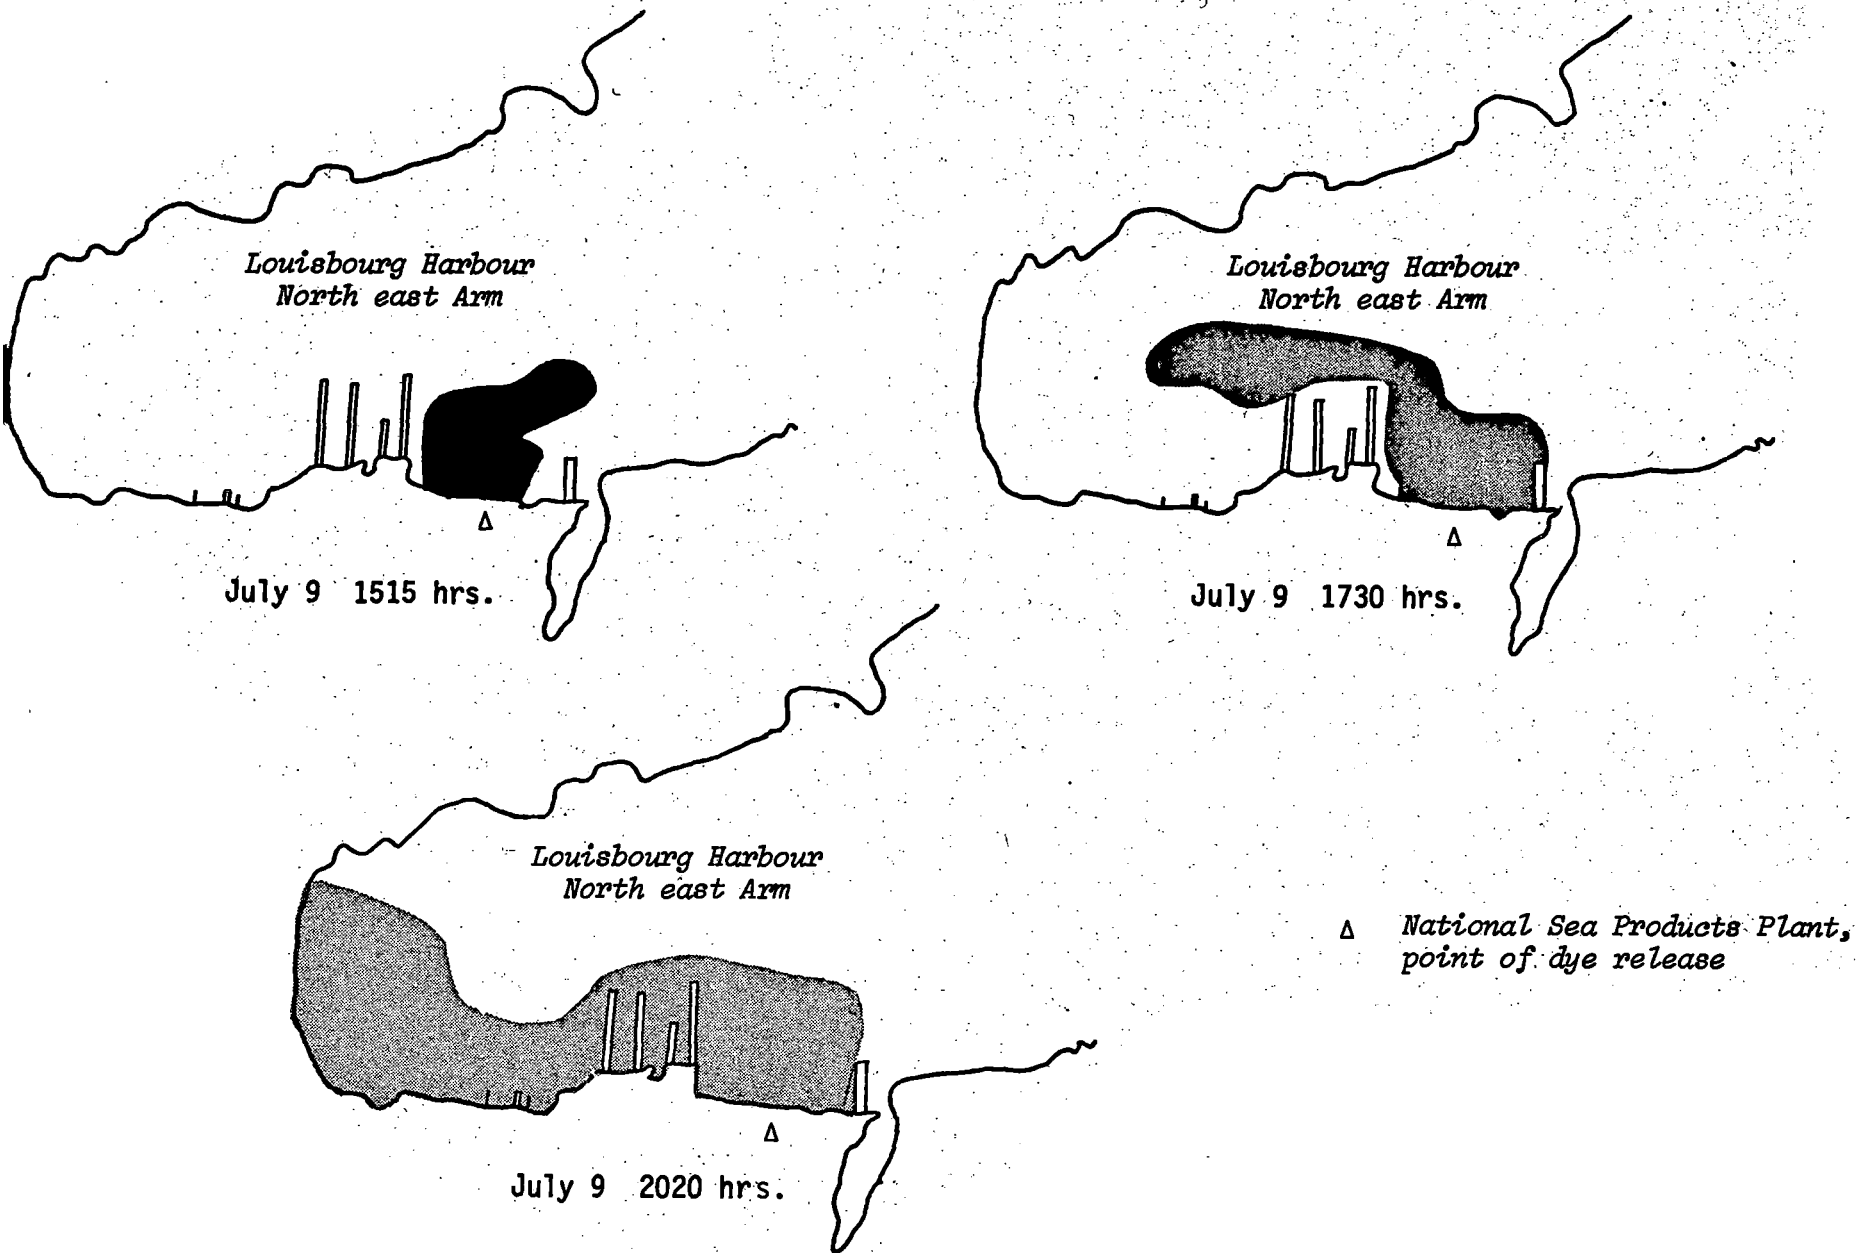 Louisbourg Harbour
North east Arm
Δ
July 9 1515 hrs.
Louisbourg Harbour
North east Arm
Δ
July 9 1730 hrs.
Louisbourg Harbour
North east Arm
Δ
July 9 2020 hrs.
Δ National Sea Products Plant,
point of dye release